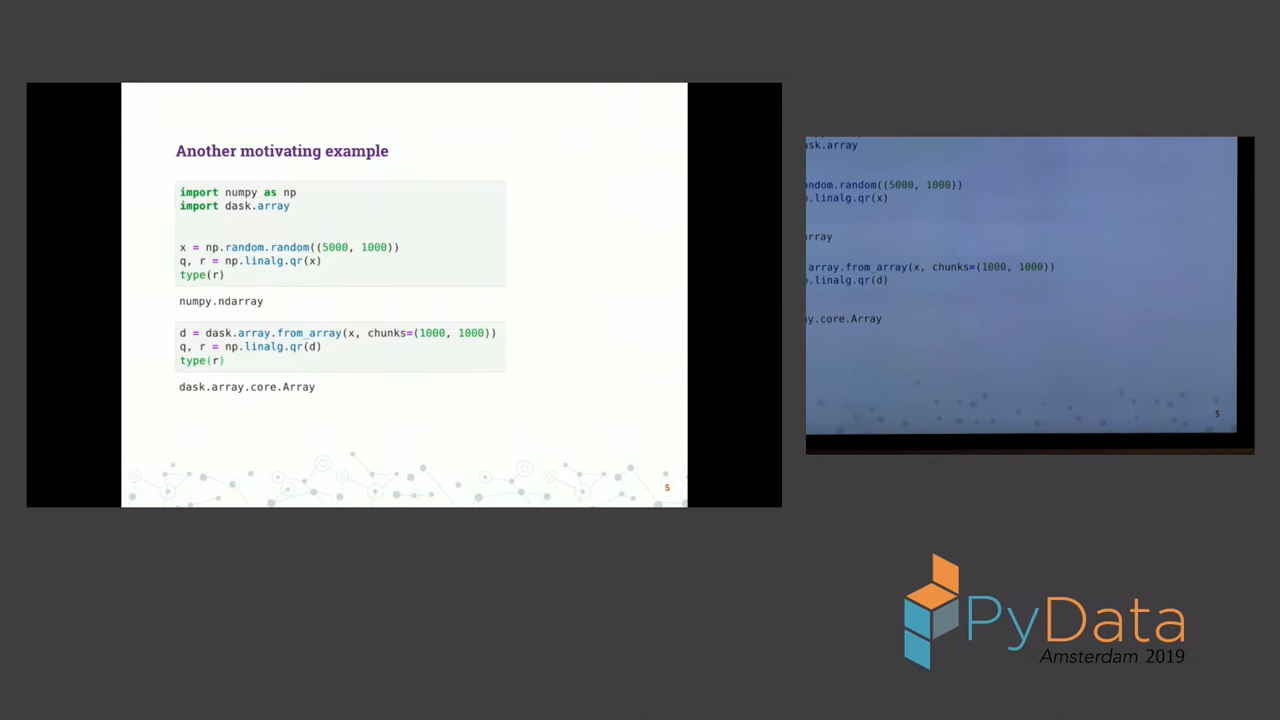 Another motivating example
import numpy as np
import dask.array
x = np.random.random((5000, 1000))
q, r = np.linalg.qr(x)
type(r)
numpy.ndarray
d = dask.array.from_array(x, chunks=(1000, 1000))
q, r = np.linalg.qr(d)
type(r)
dask.array.core.Array
5
ask.array
andom.random((5000, 1000))
p.linalg.qr(x)
array
array.from_array(x, chunks=(1000, 1000))
p.linalg.qr(d)
ay.core.Array
5
PyData
Amsterdam 2019